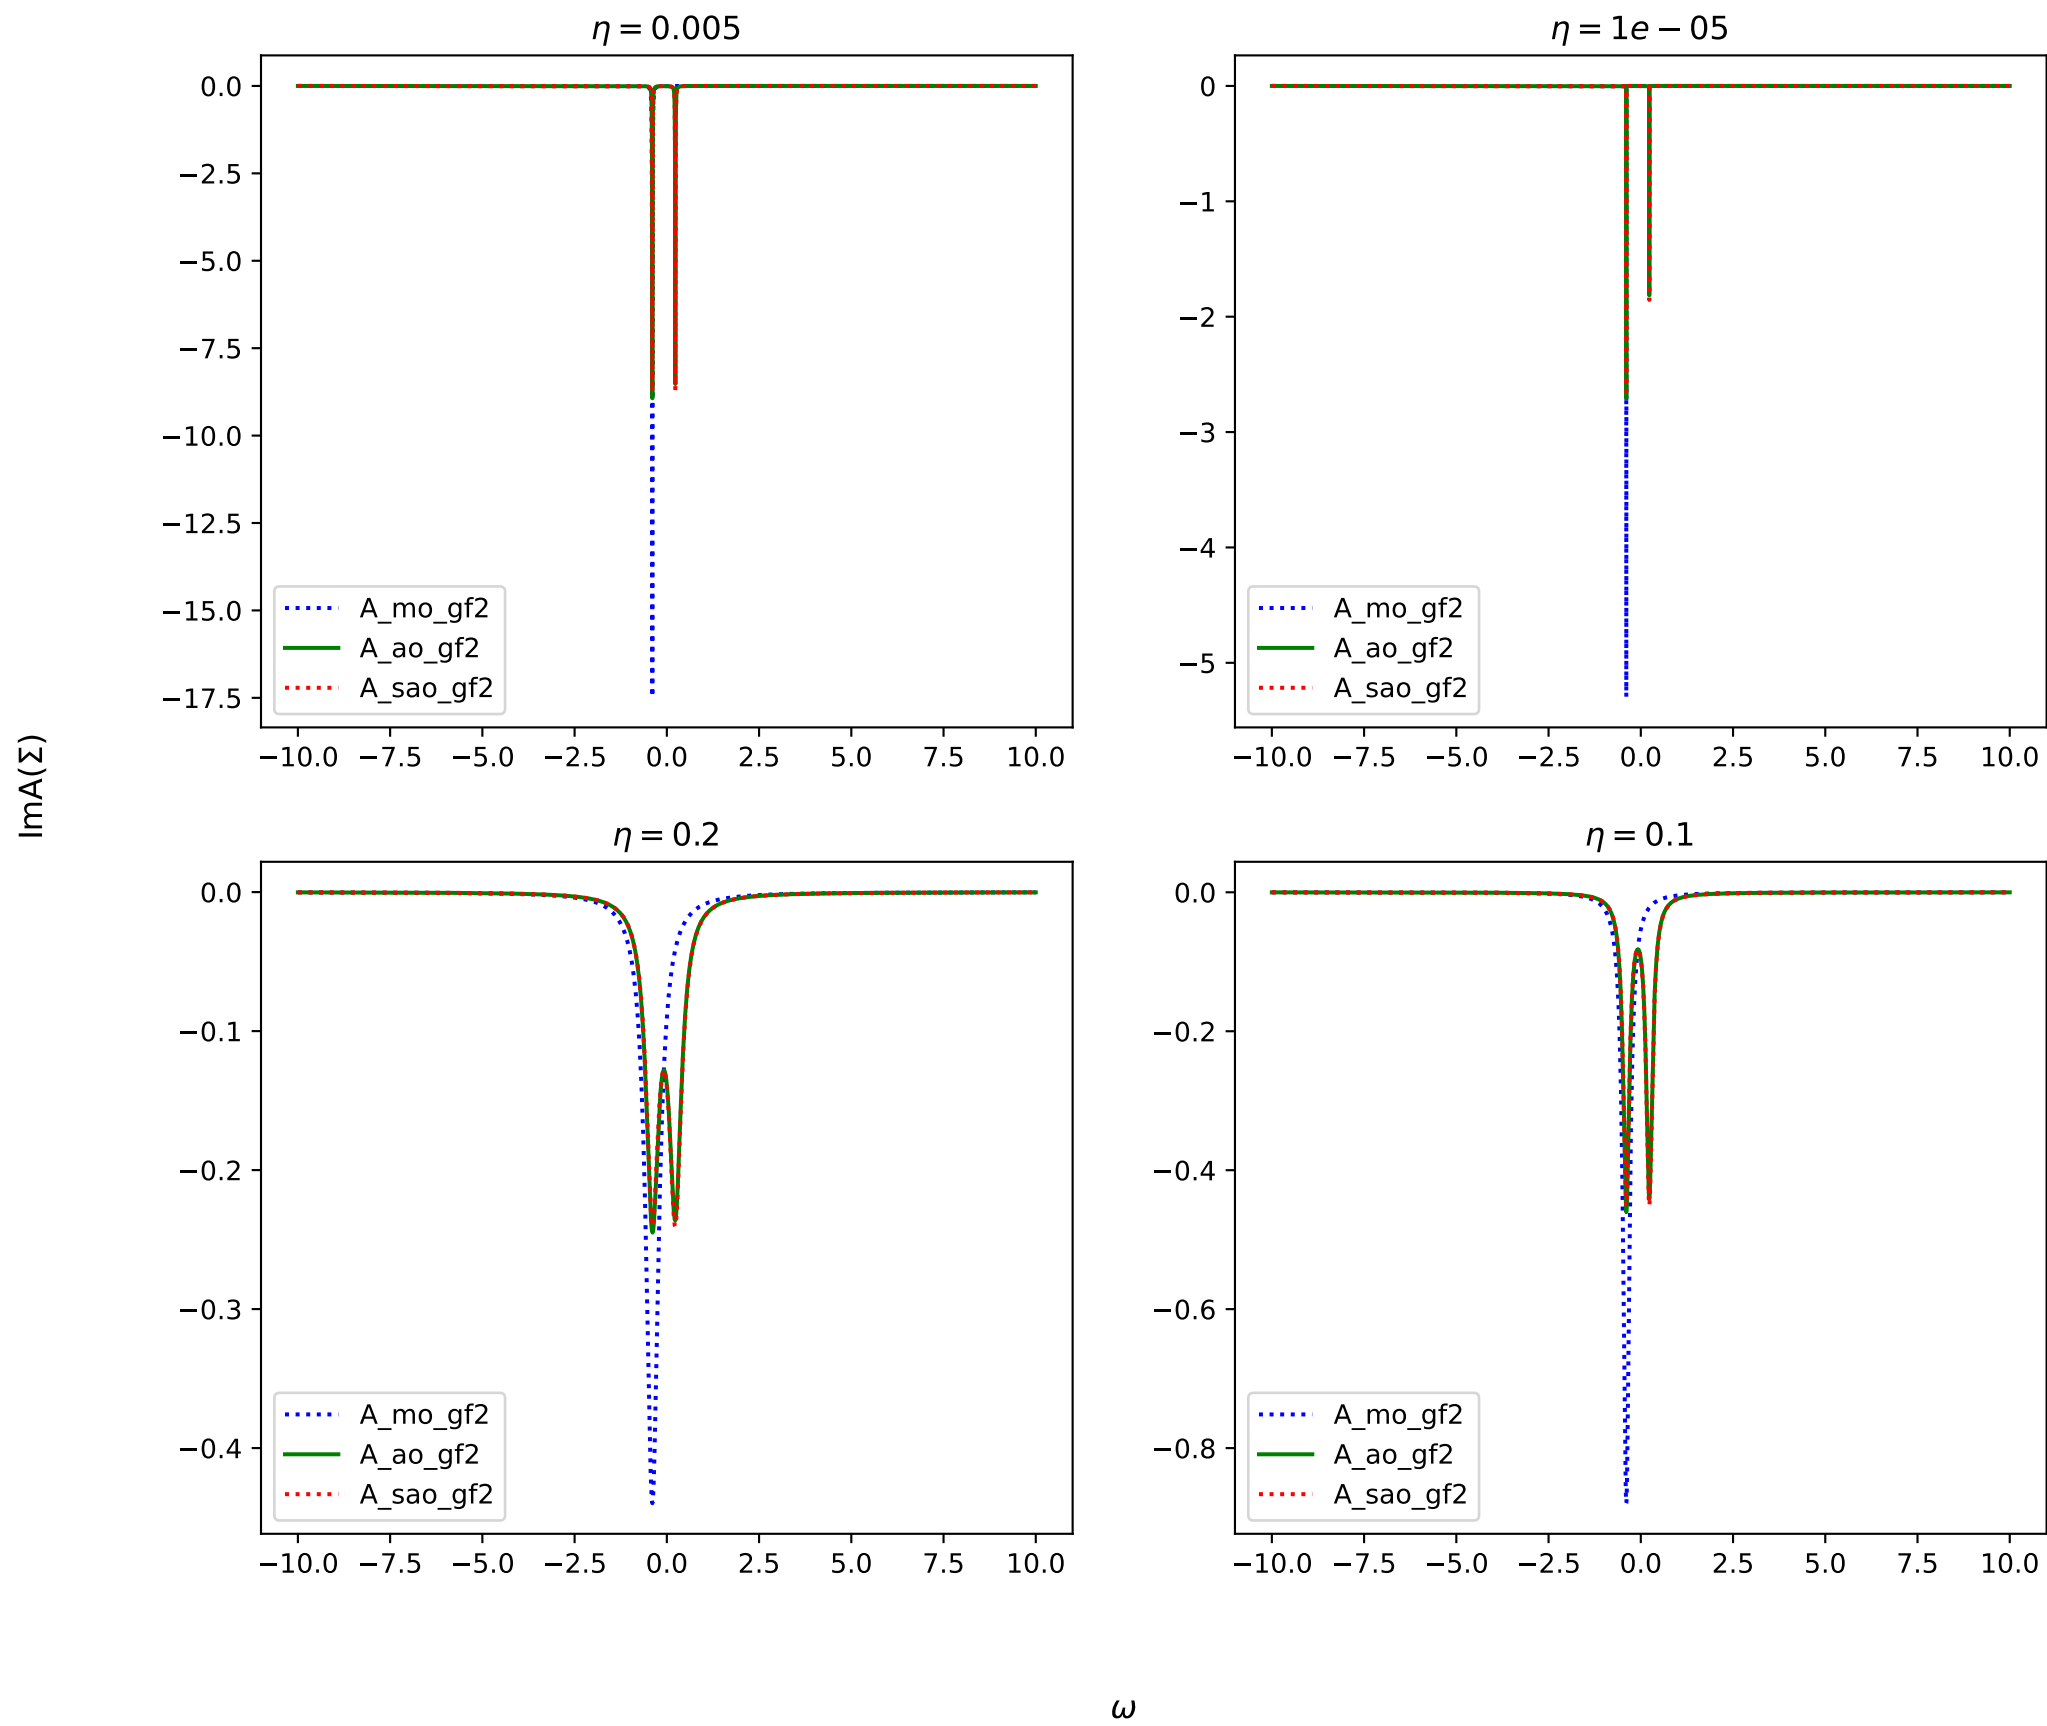 η = 0.005
0.0
−2.5
−5.0
−7.5
−10.0
−12.5
−15.0
−17.5
A_mo_gf2
A_ao_gf2
A_sao_gf2
−10.0 −7.5 −5.0 −2.5 0.0 2.5 5.0 7.5 10.0
η = 1e − 05
0
−1
−2
−3
−4
−5
A_mo_gf2
A_ao_gf2
A_sao_gf2
−10.0 −7.5 −5.0 −2.5 0.0 2.5 5.0 7.5 10.0
ImA(Σ)
η = 0.2
0.0
−0.1
−0.2
−0.3
−0.4
A_mo_gf2
A_ao_gf2
A_sao_gf2
−10.0 −7.5 −5.0 −2.5 0.0 2.5 5.0 7.5 10.0
η = 0.1
0.0
−0.2
−0.4
−0.6
−0.8
A_mo_gf2
A_ao_gf2
A_sao_gf2
−10.0 −7.5 −5.0 −2.5 0.0 2.5 5.0 7.5 10.0
ω